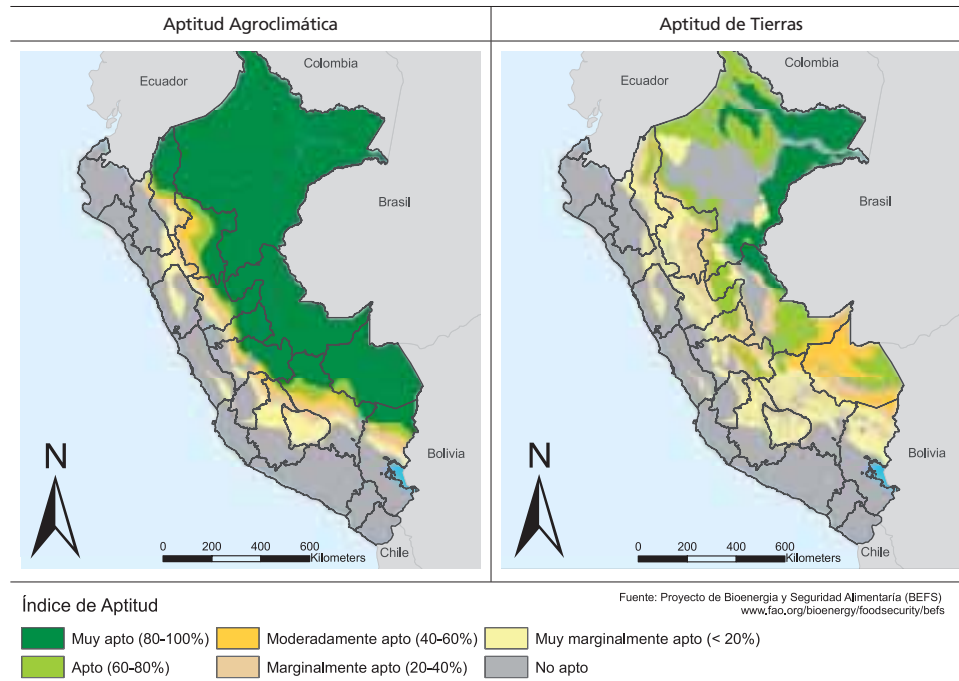 Aptitud Agroclimática
Aptitud de Tierras
Colombia
Ecuador
Brasil
Bolivia
Chile
N
0 200 400 600
Kilometers
Colombia
Ecuador
Brasil
Bolivia
Chile
N
0 200 400 600
Kilometers
Índice de Aptitud
Fuente: Proyecto de Bioenergia y Seguridad Alimentaría (BEFS)
www.fao.org/bioenergy/foodsecurity/befs
Muy apto (80-100%)
Moderadamente apto (40-60%)
Muy marginalmente apto (< 20%)
Apto (60-80%)
Marginalmente apto (20-40%)
No apto